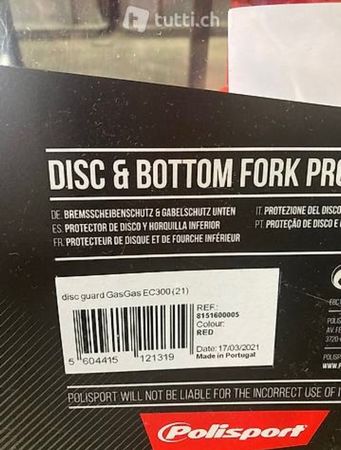 tutti.ch
DISC & BOTTOM FORK PRO
DE. BREMSSCHEIBENSCHUTZ & GABELSCHUTZ UNTEN
IT. PROTEZIONE DEL DISCO
ES. PROTECTOR DE DISCO Y HORQUILLA INFERIOR
PT. PROTEÇÃO DE DISCO E
FR. PROTECTEUR DE DISQUE ET DE FOURCHE INFÉRIEUR
disc guard GasGas EC300 (21)
REF.:
8151600005
Colour:
RED
Date: 17/03/2021
Made in Portugal
5 604415 121319
POLISPORT WILL NOT BE LIABLE FOR THE INCORRECT USE OF
Polisport